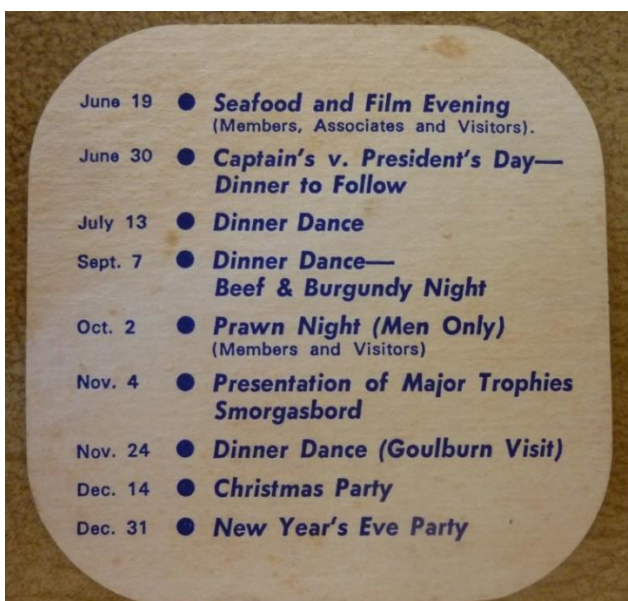 June 19 ● Seafood and Film Evening
(Members, Associates and Visitors).
June 30 ● Captain's v. President's Day—
Dinner to Follow
July 13 ● Dinner Dance
Sept. 7 ● Dinner Dance—
Beef & Burgundy Night
Oct. 2 ● Prawn Night (Men Only)
(Members and Visitors)
Nov. 4 ● Presentation of Major Trophies
Smorgasbord
Nov. 24 ● Dinner Dance (Goulburn Visit)
Dec. 14 ● Christmas Party
Dec. 31 ● New Year's Eve Party